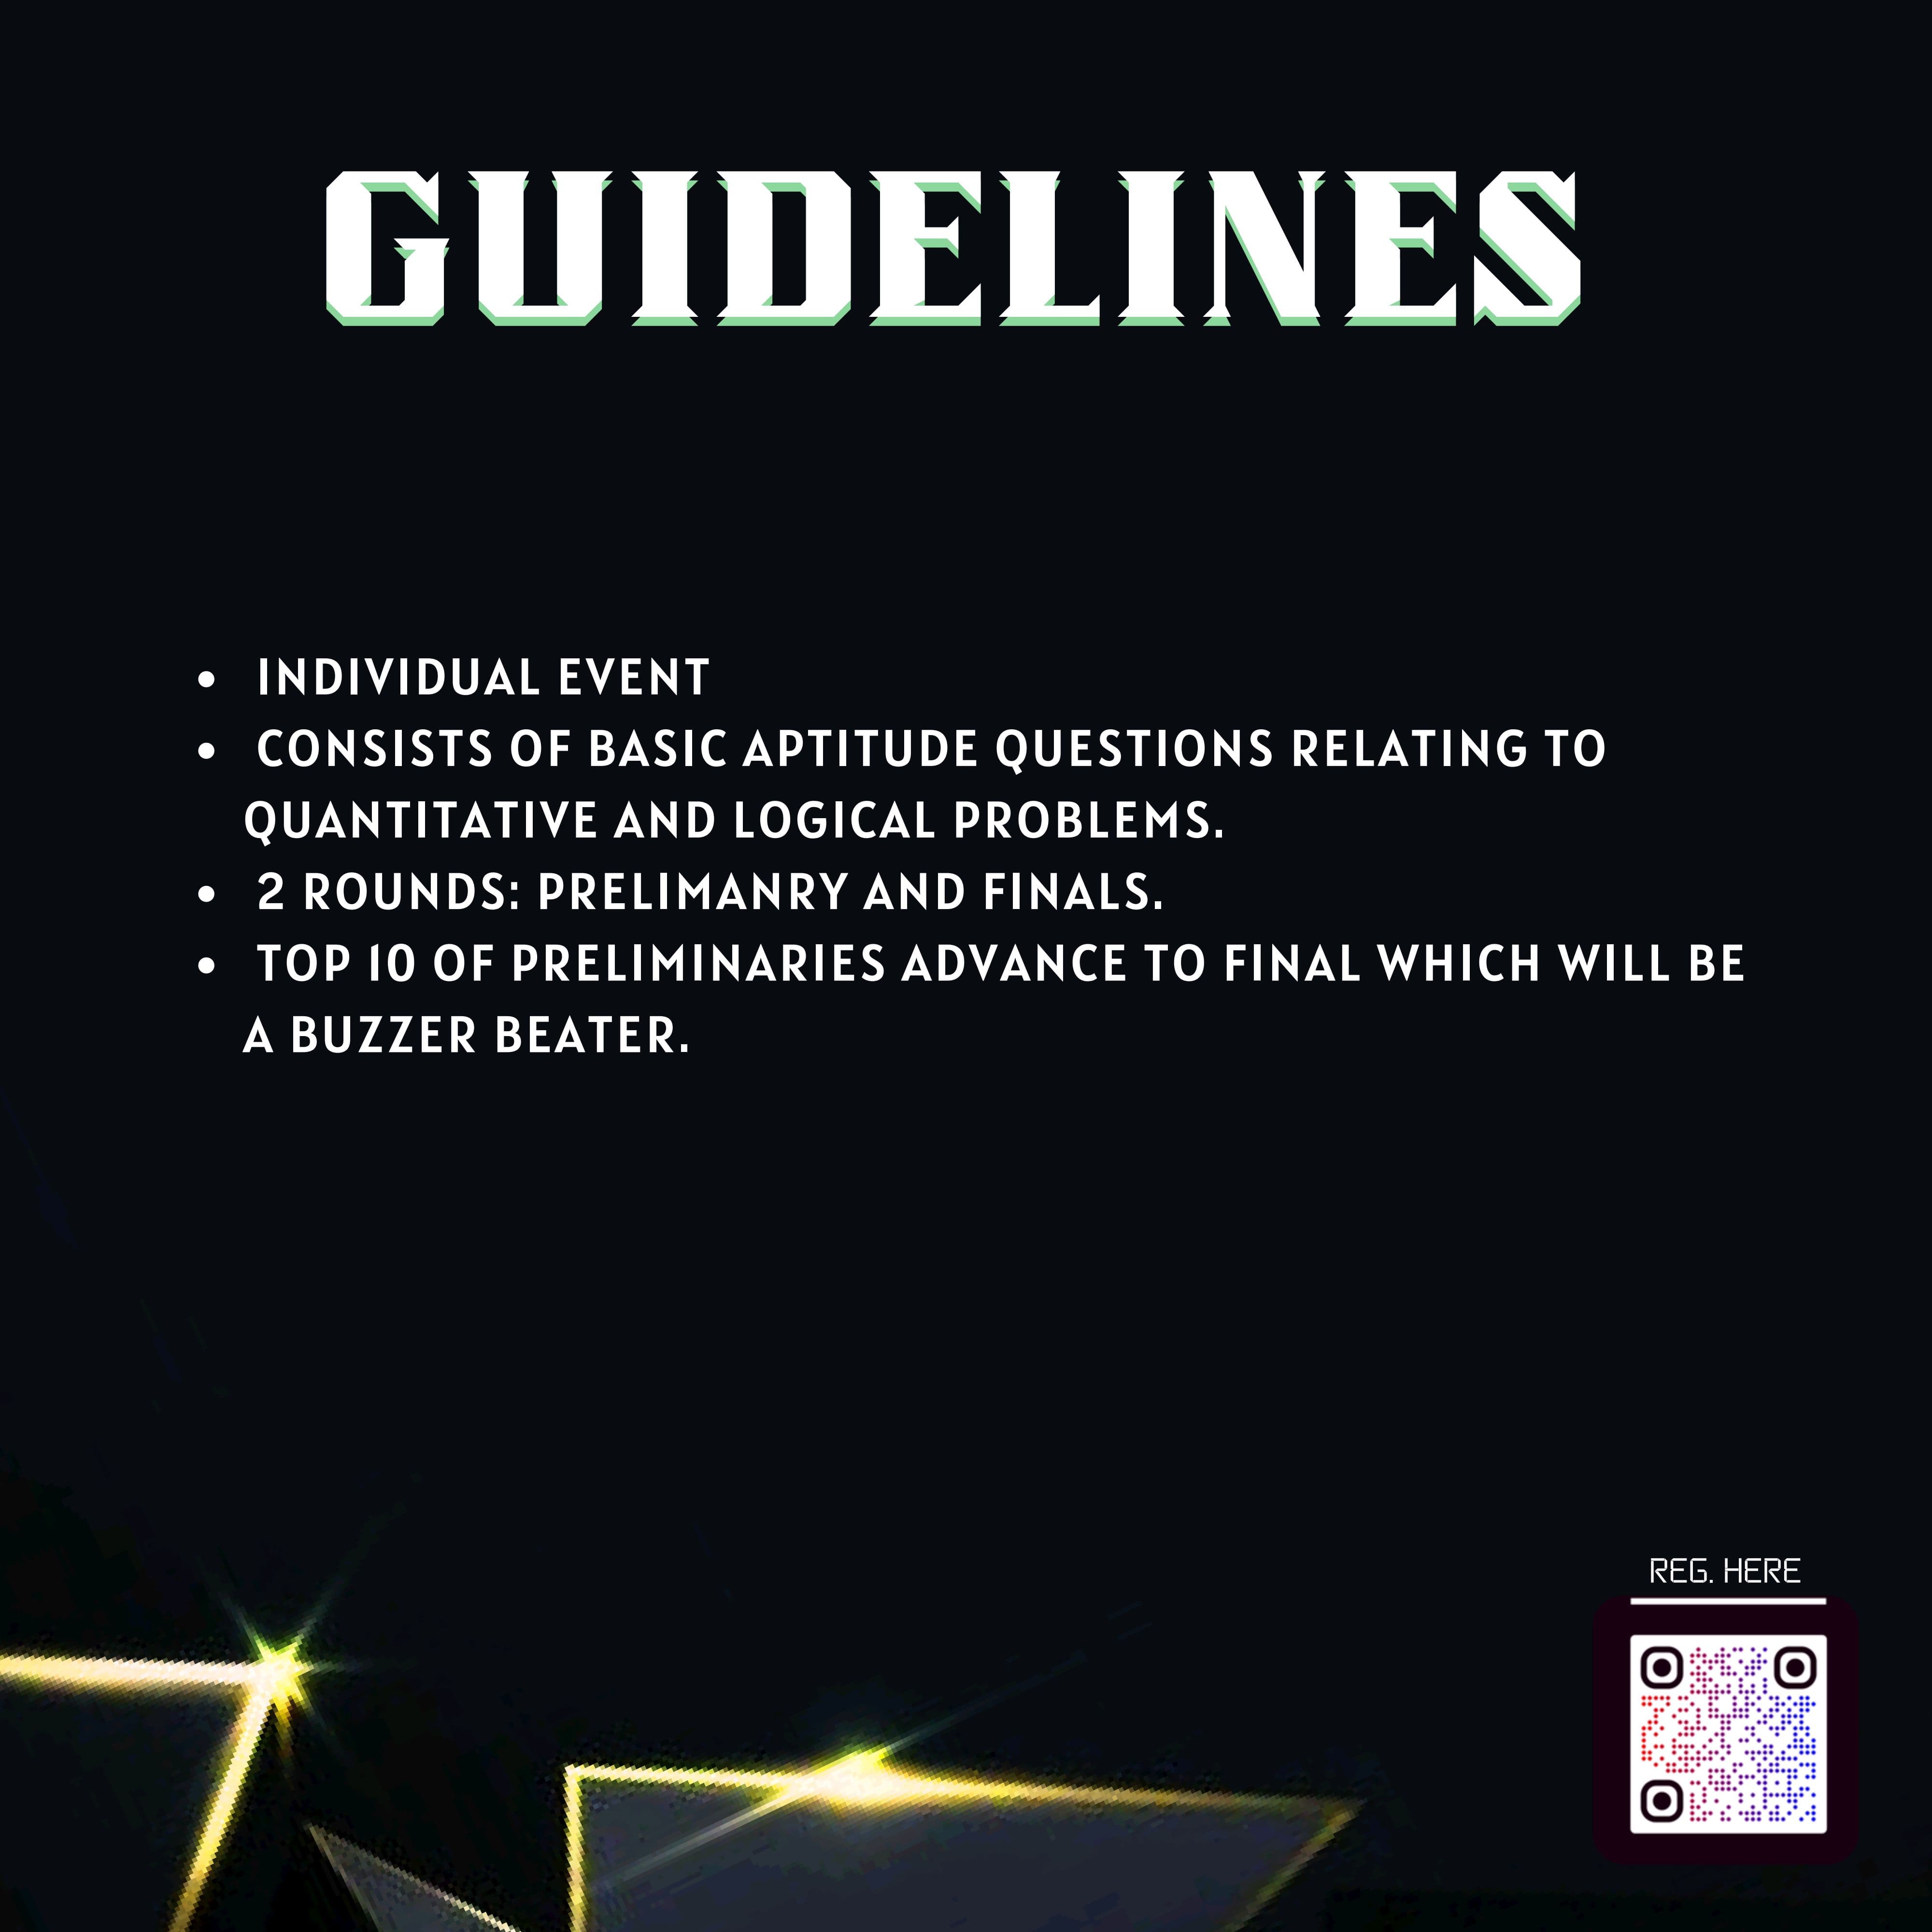 GUIDELINES
• INDIVIDUAL EVENT
• CONSISTS OF BASIC APTITUDE QUESTIONS RELATING TO
QUANTITATIVE AND LOGICAL PROBLEMS.
• 2 ROUNDS: PRELIMANRY AND FINALS.
• TOP 10 OF PRELIMINARIES ADVANCE TO FINAL WHICH WILL BE
A BUZZER BEATER.
REG. HERE